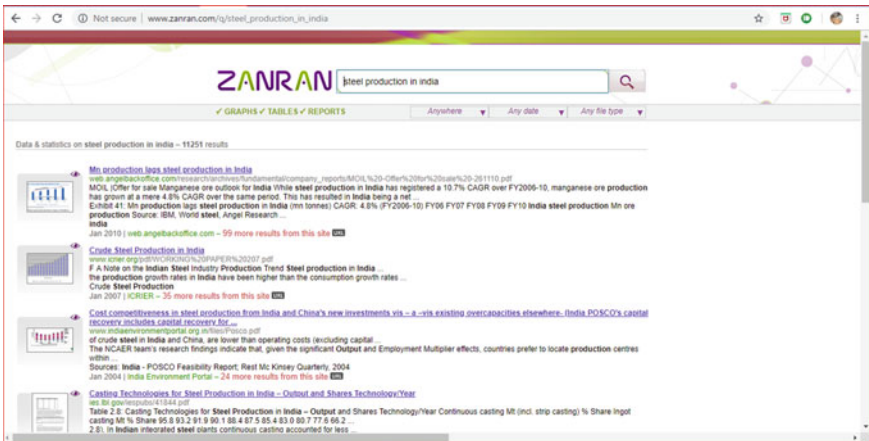 Not secure | www.zanran.com/q/steel_production_in_india
ZANRAN steel production in india
✓ GRAPHS ✓ TABLES ✓ REPORTS Anywhere Any date Any file type
Data & statistics on steel production in india – 11251 results
Mn production lags steel production in India
web.angelbackoffice.com/research/archives/fundamental/company_reports/MOIL%20-Offer%20for%20sale%20-261110.pdf
MOIL |Offer for sale Manganese ore outlook for India While steel production in India has registered a 10.7% CAGR over FY2006-10, manganese ore production
has grown at a mere 4.8% CAGR over the same period. This has resulted in India being a net ...
Exhibit 41: Mn production lags steel production in India (mn tonnes) CAGR: 4.8% (FY2006-10) FY06 FY07 FY08 FY09 FY10 India steel production Mn ore
production Source: IBM, World steel, Angel Research ...
india
Jan 2010 | web.angelbackoffice.com – 99 more results from this site URL
Crude Steel Production in India
www.icrier.org/pdf/WORKING%20PAPER%20207.pdf
F A Note on the Indian Steel Industry Production Trend Steel production in India ...
the production growth rates in India have been higher than the consumption growth rates ...
Crude Steel Production
Jan 2007 | ICRIER – 35 more results from this site URL
Cost competitiveness in steel production from India and China's new investments vis – a –vis existing overcapacities elsewhere- (India POSCO's capital
recovery includes capital recovery for ...
www.indiaenvironmentportal.org.in/files/Posco.pdf
of crude steel in India and China, are lower than operating costs (excluding capital ...
The NCAER team's research findings indicate that, given the significant Output and Employment Multiplier effects, countries prefer to locate production centres
within ...
Sources: India - POSCO Feasibility Report; Rest Mc Kinsey Quarterly, 2004
Jan 2004 | India Environment Portal – 24 more results from this site URL
Casting Technologies for Steel Production in India – Output and Shares Technology/Year
ies.lbl.gov/iespubs/41844.pdf
Table 2.8: Casting Technologies for Steel Production in India – Output and Shares Technology/Year Continuous casting Mt (incl. strip casting) % Share Ingot
casting Mt % Share 95.8 93.2 91.9 90.1 88.4 87.5 85.4 83.0 80.7 77.6 66.2 ...
2.8). In Indian integrated steel plants continuous casting accounted for less ...